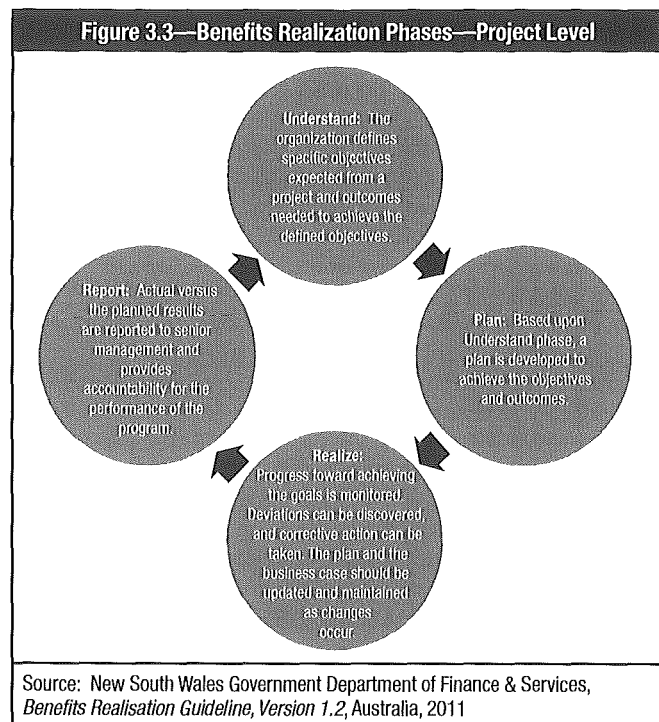 Figure 3.3—Benefits Realization Phases—Project Level
Understand: The
organization defines
specific objectives
expected from a
project and outcomes
needed to achieve the
defined objectives.
Plan: Based upon
Understand phase, a
plan is developed to
achieve the objectives
and outcomes.
Realize:
Progress toward achieving
the goals is monitored.
Deviations can be discovered,
and corrective action can be
taken. The plan and the
business case should be
updated and maintained
as changes
occur.
Report: Actual versus
the planned results
are reported to senior
management and
provides
accountability for the
performance of the
program.
Source: New South Wales Government Department of Finance & Services,
Benefits Realisation Guideline, Version 1.2, Australia, 2011